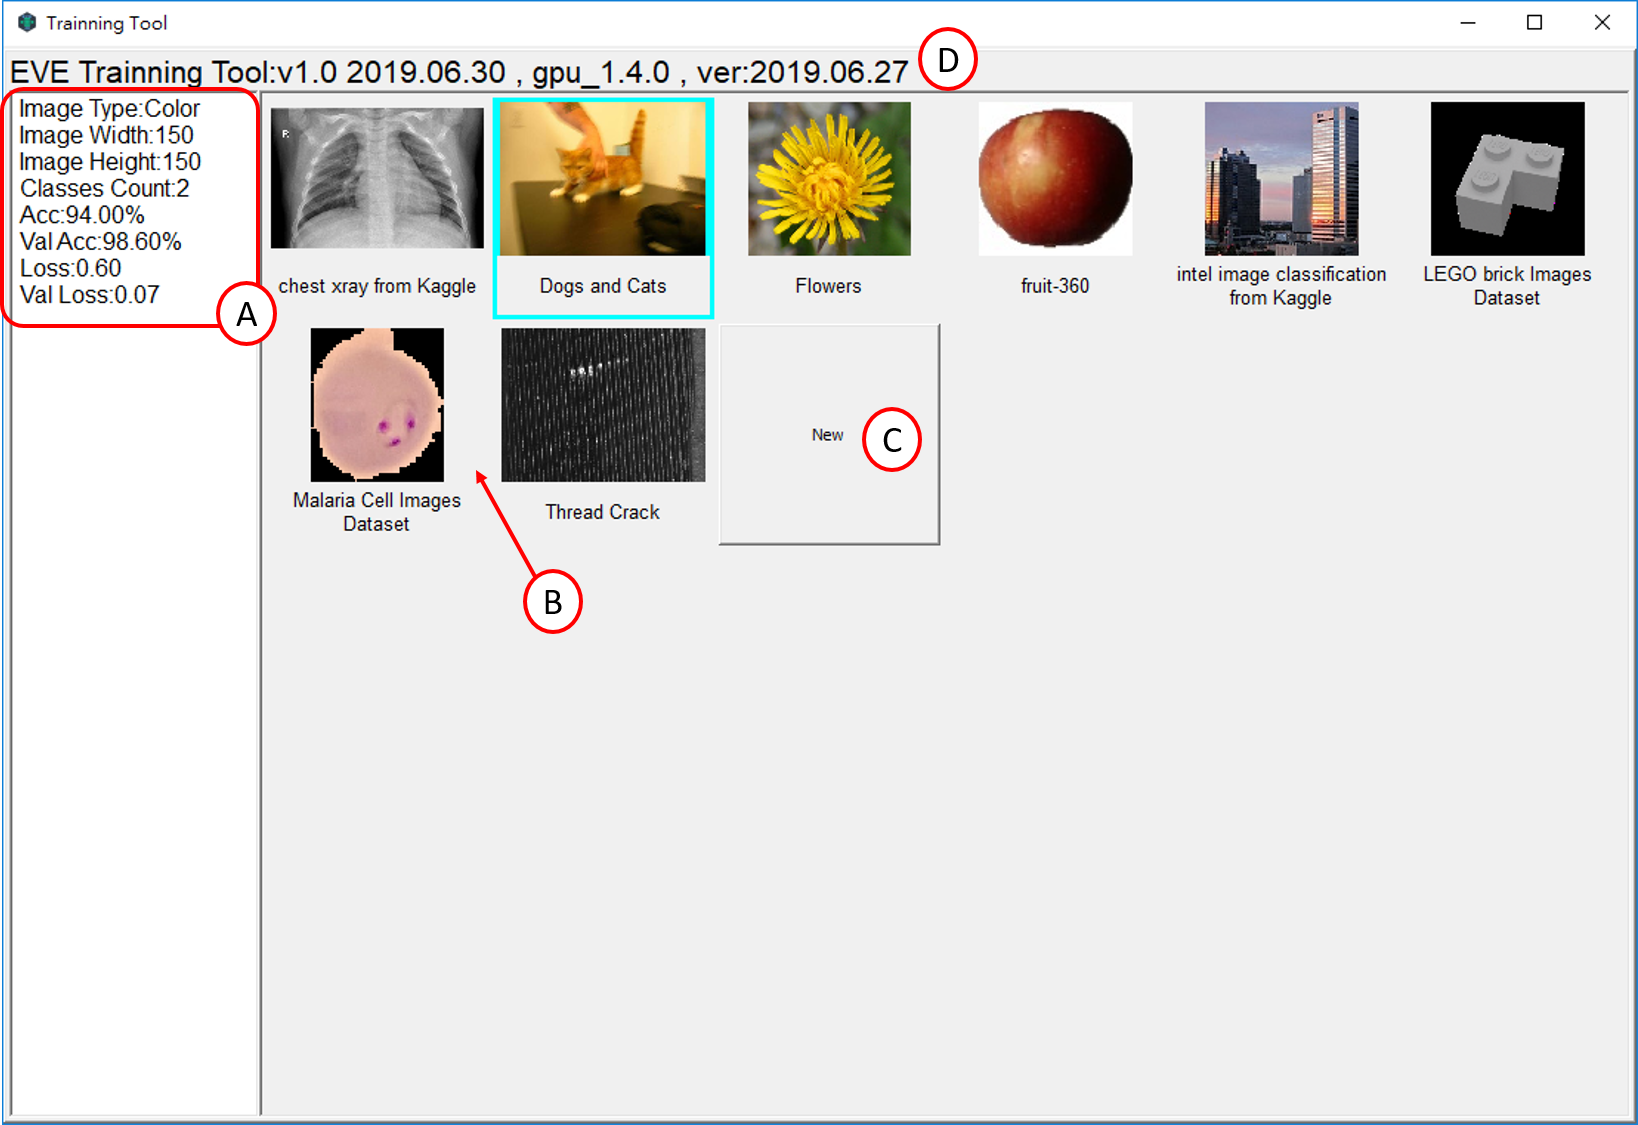 Trainning Tool
EVE Trainning Tool:v1.0 2019.06.30 , gpu_1.4.0 , ver:2019.06.27
D
Image Type:Color
Image Width:150
Image Height:150
Classes Count:2
Acc:94.00%
Val Acc:98.60%
Loss:0.60
Val Loss:0.07
A
R
chest xray from Kaggle
Dogs and Cats
Flowers
fruit-360
intel image classification
from Kaggle
LEGO brick Images
Dataset
Malaria Cell Images
Dataset
Thread Crack
New
C
B